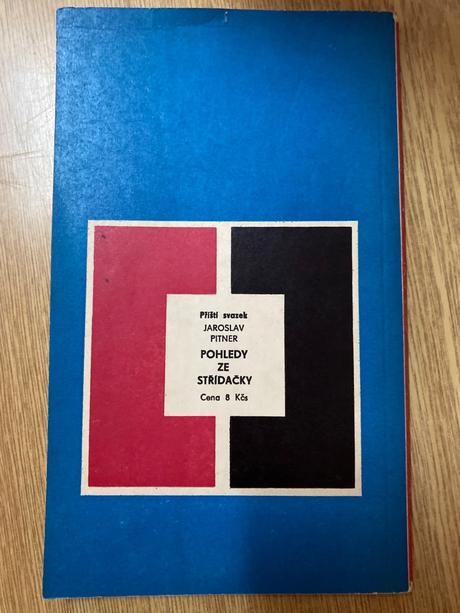 Příští svazek
JAROSLAV
PITNER
POHLEDY
ZE
STŘÍDAČKY
Cena 8 Kčs